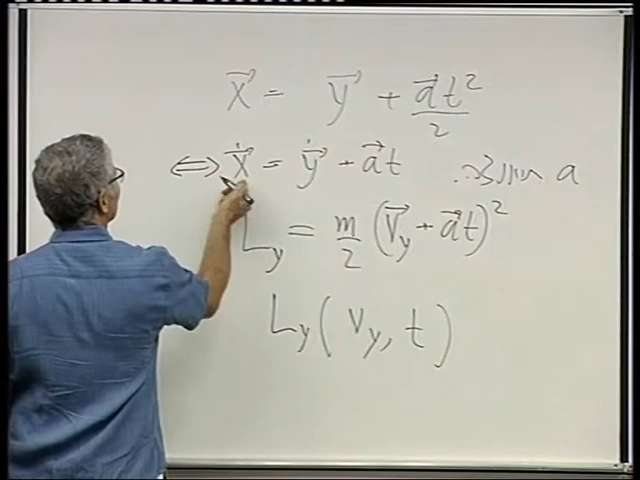 x⃗ = y⃗ + a⃗t²/2
⇔ ẋ⃗ = ẏ⃗ + a⃗t a
L_y = m/2 (v⃗_y + a⃗t)²
L_y(v_y, t)